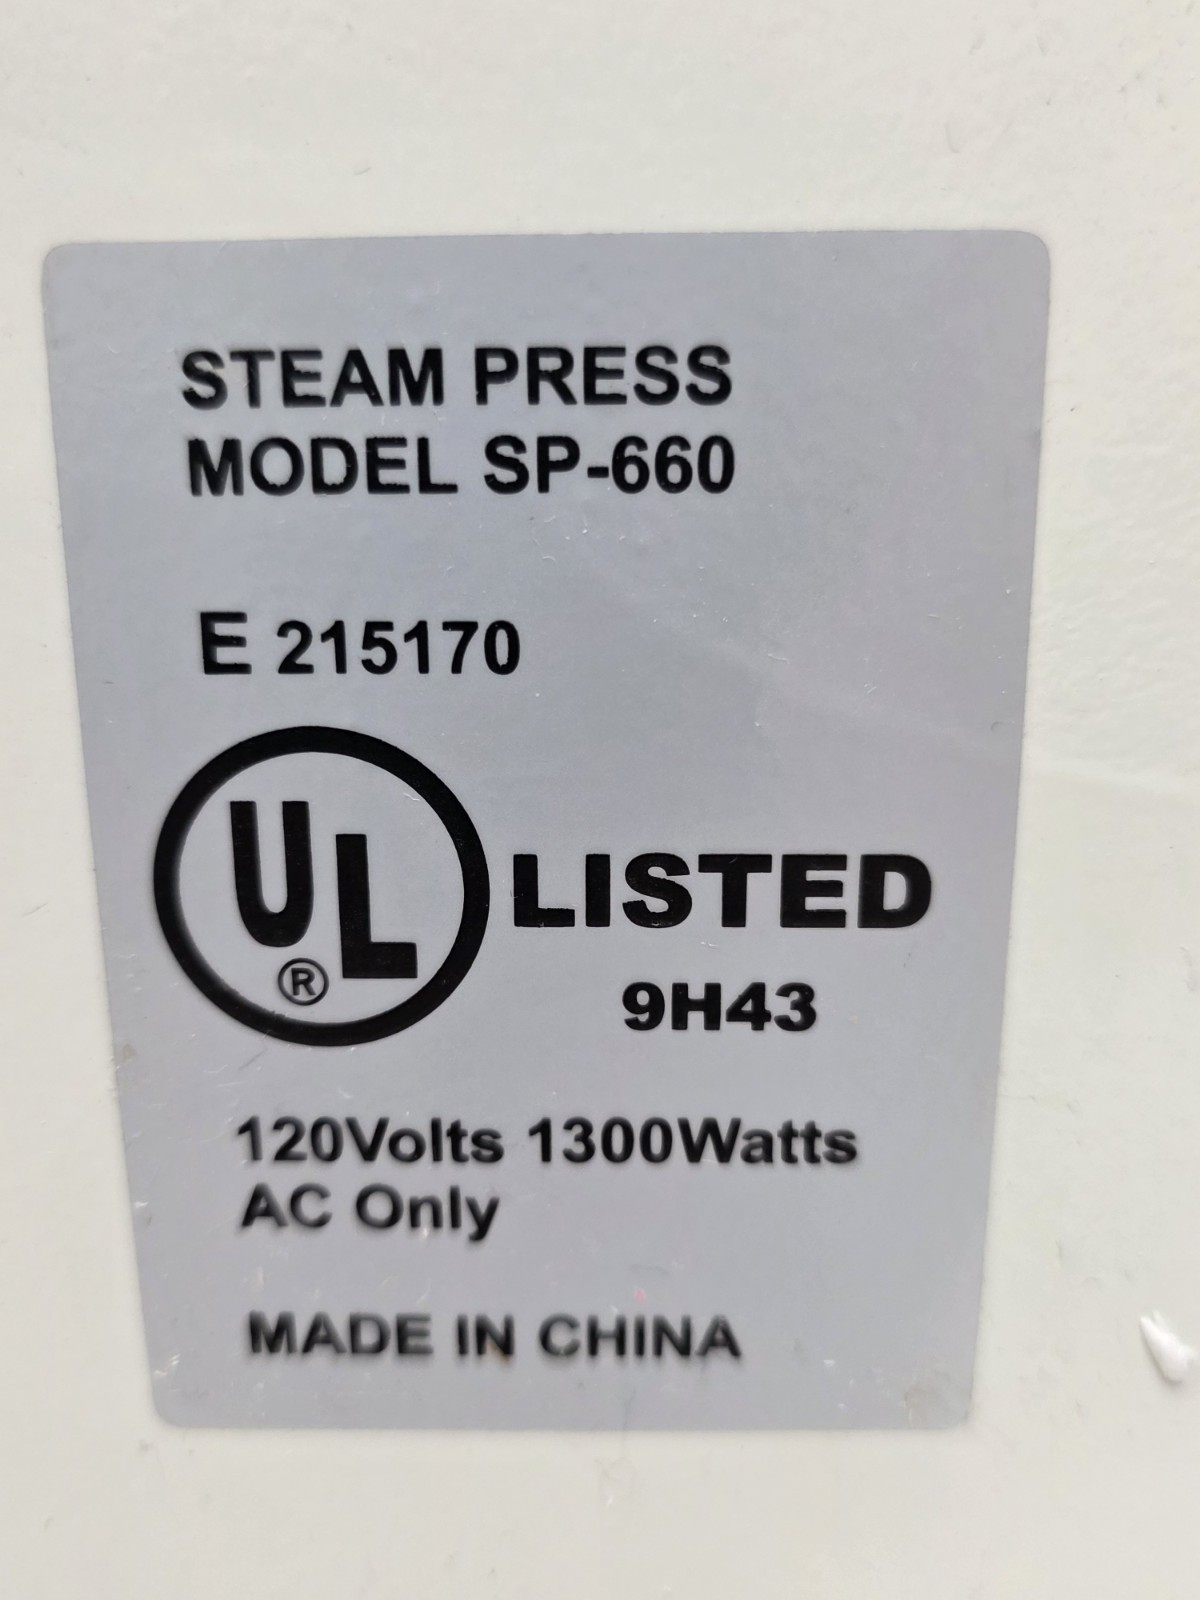 STEAM PRESS
MODEL SP-660
E 215170
UL LISTED
®
9H43
120Volts 1300Watts
AC Only
MADE IN CHINA